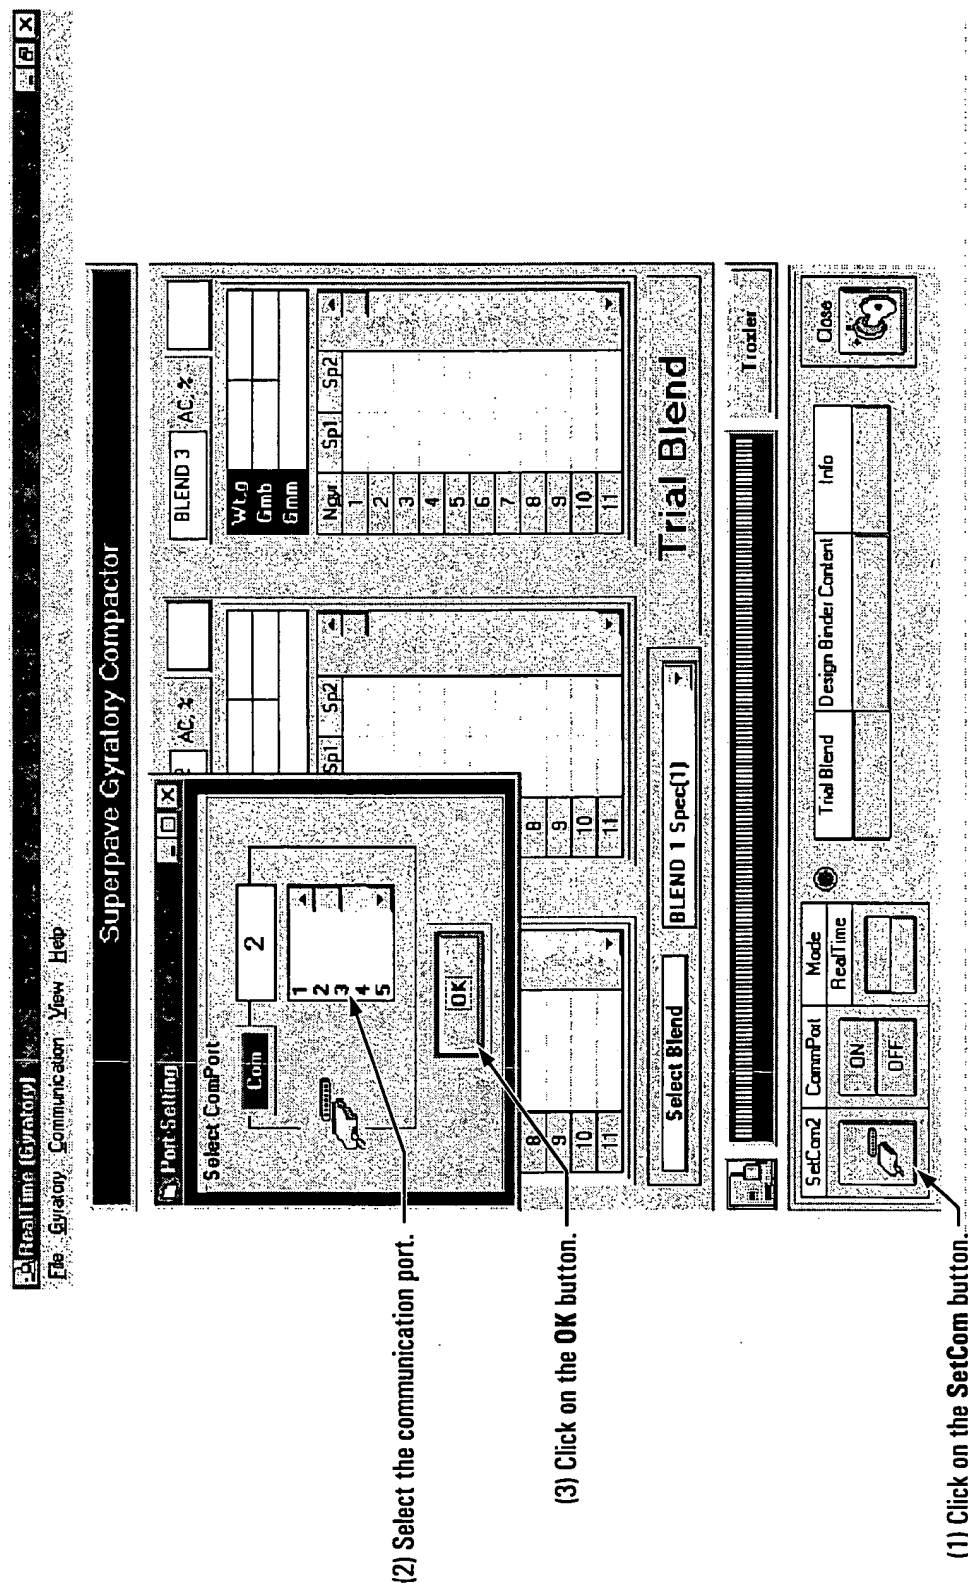 RealTime (Gyratory)
File Gyratory Communication View Help
Superpave Gyratory Compactor
Port Setting
Select ComPort
Com
2
1
2
3
4
5
OK
AC, %
Sp1 Sp2
8
9
10
11
8
9
10
11
BLEND 3
AC, %
Wt.g
Gmb
Gmm
Ngyr Sp1 Sp2
1
2
3
4
5
6
7
8
9
10
11
Select Blend
BLEND 1 Spec(1)
Trial Blend
Troxler
SetCom2
CommPort
Mode
RealTime
ON
OFF
Trial Blend
Design Binder Content
Info
Close
(2) Select the communication port.
(3) Click on the OK button.
(1) Click on the SetCom button.